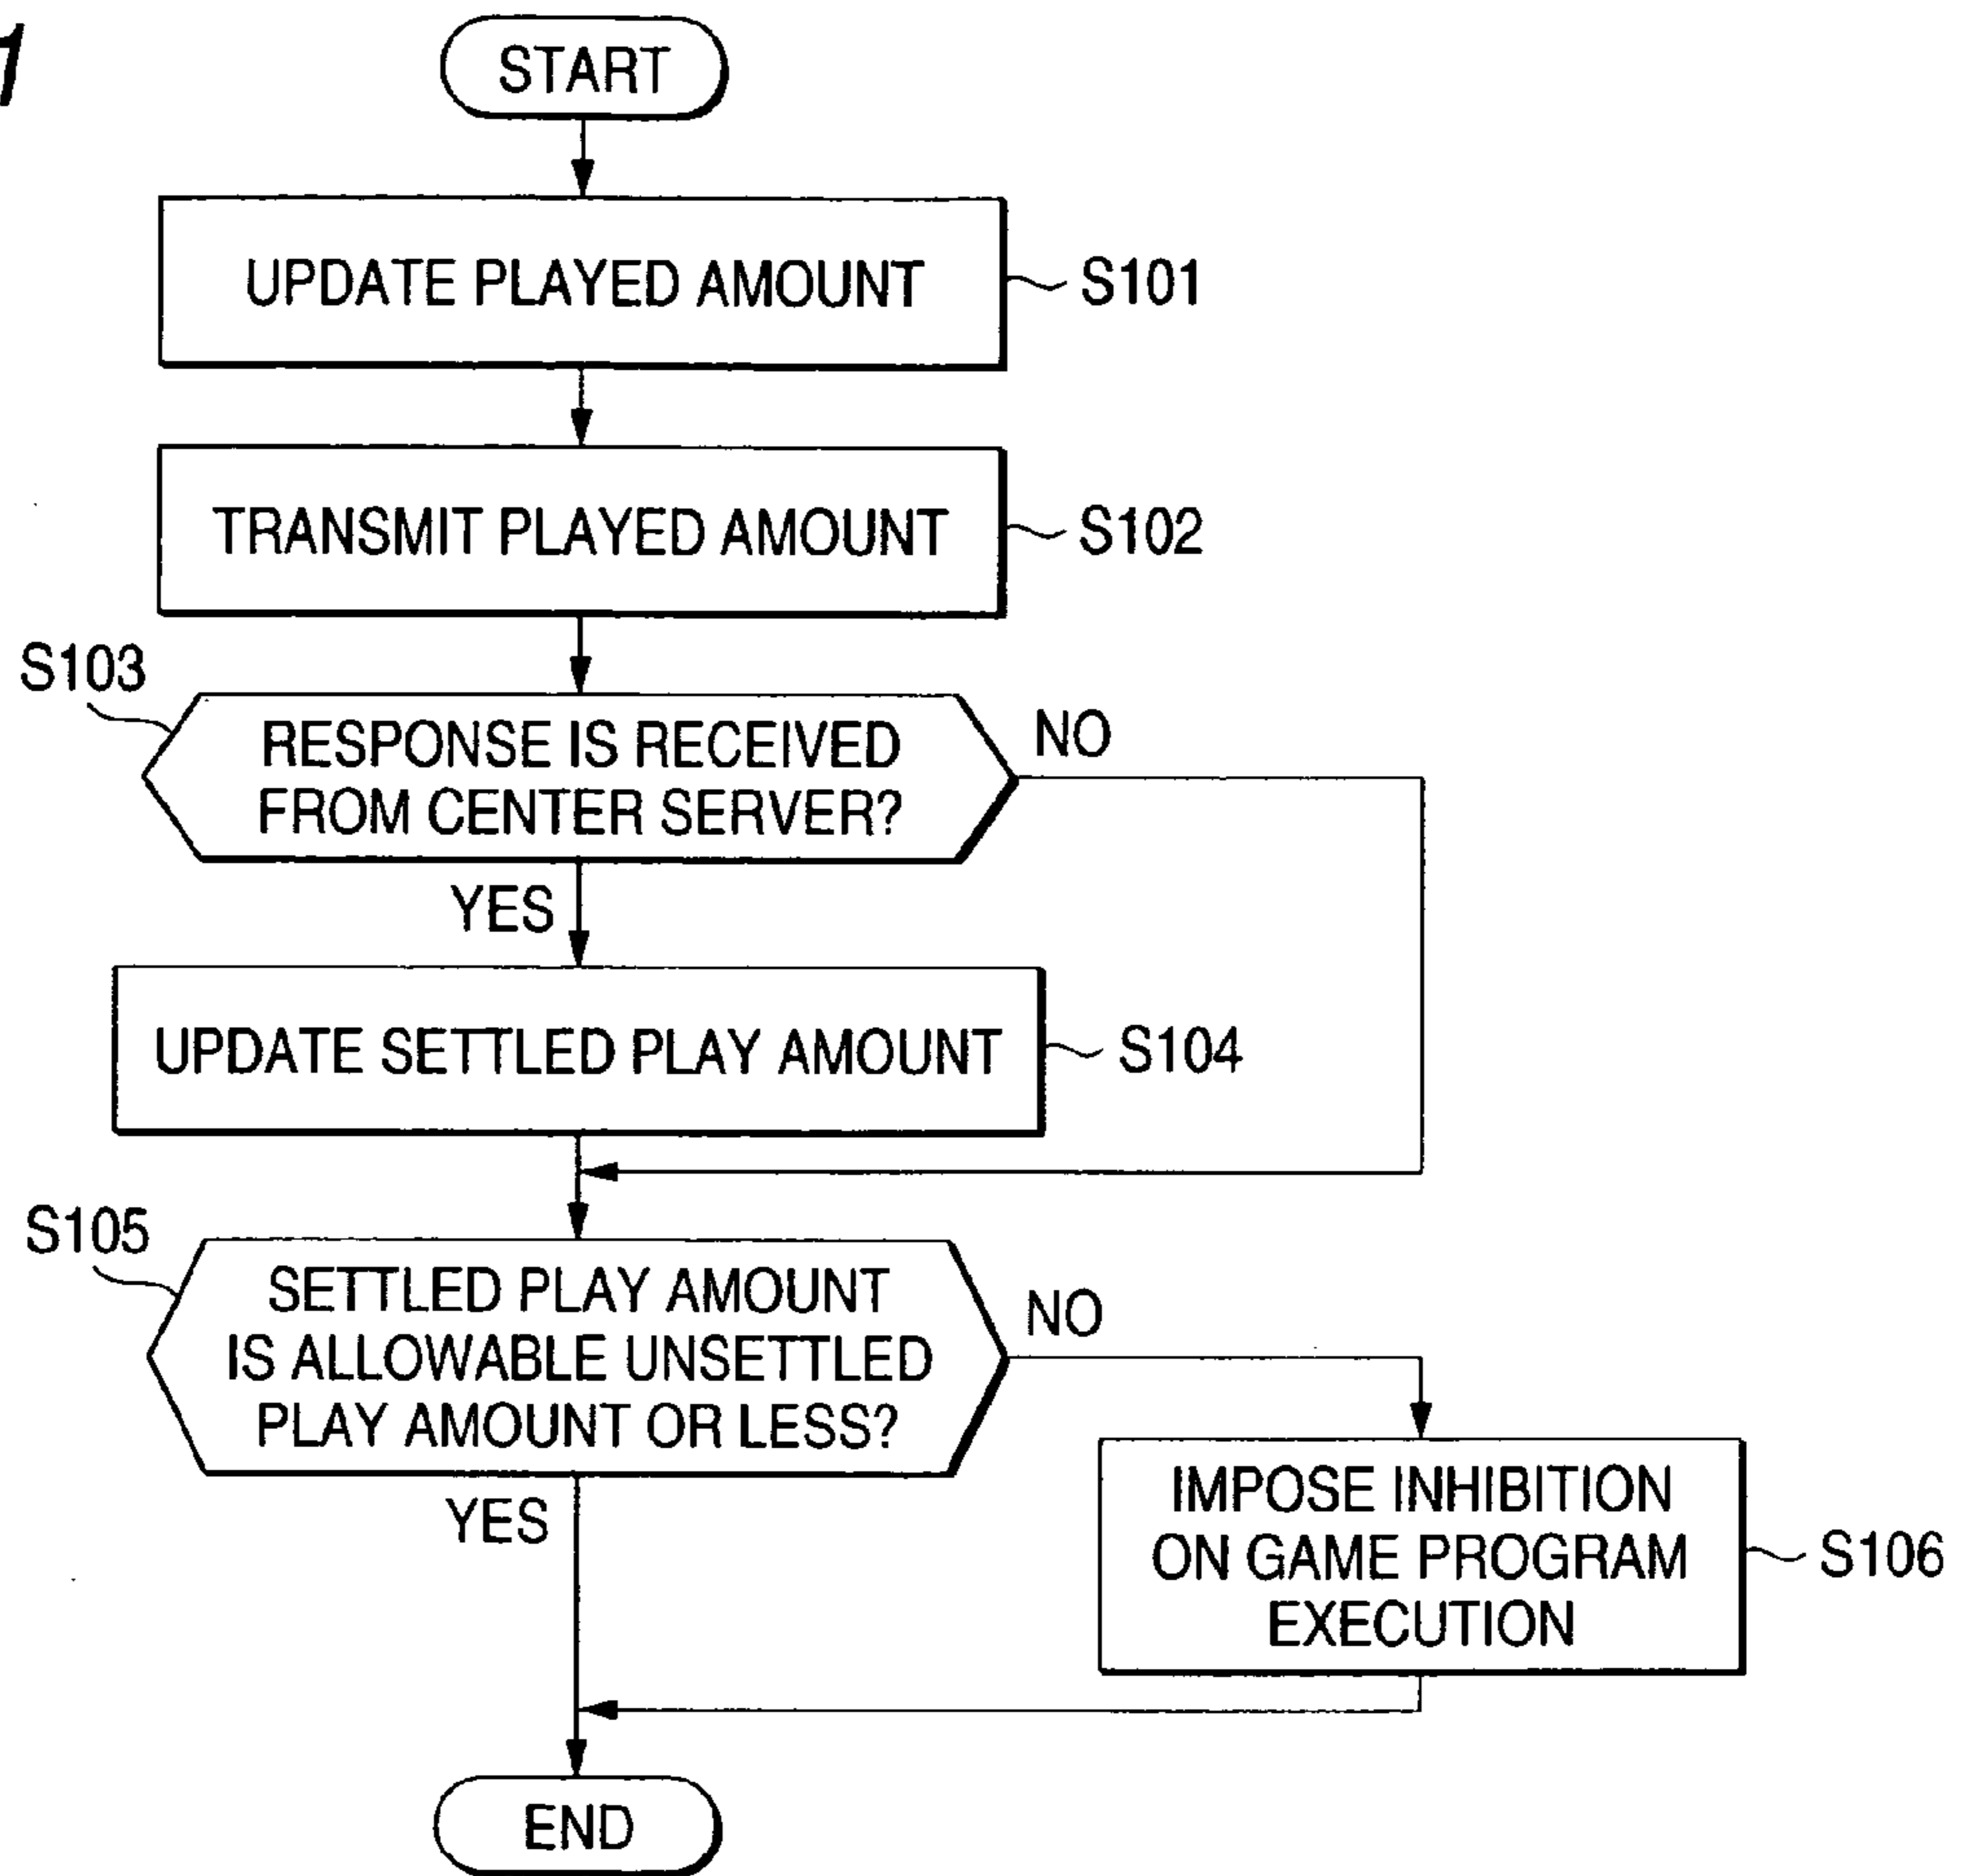 1
START
UPDATE PLAYED AMOUNT
S101
TRANSMIT PLAYED AMOUNT
S102
S103
RESPONSE IS RECEIVED
FROM CENTER SERVER?
NO
YES
UPDATE SETTLED PLAY AMOUNT
S104
S105
SETTLED PLAY AMOUNT
IS ALLOWABLE UNSETTLED
PLAY AMOUNT OR LESS?
NO
YES
IMPOSE INHIBITION
ON GAME PROGRAM
EXECUTION
S106
END